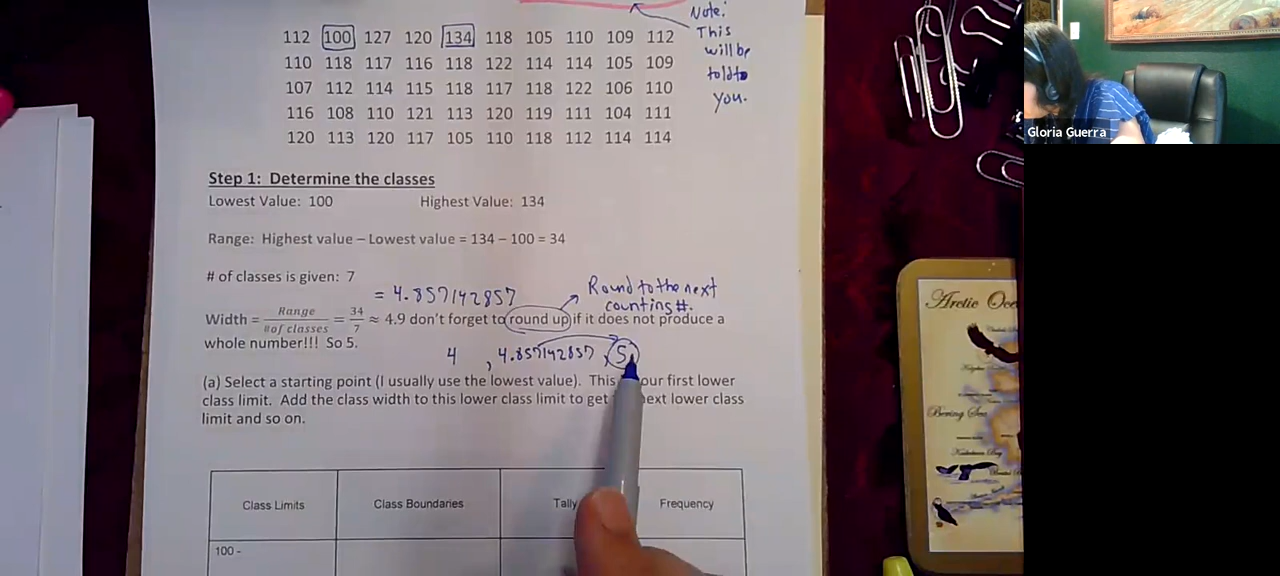 Note:
This
will be
told to
you.
112 100 127 120 134 118 105 110 109 112
110 118 117 116 118 122 114 114 105 109
107 112 114 115 118 117 118 122 106 110
116 108 110 121 113 120 119 111 104 111
120 113 120 117 105 110 118 112 114 114
Gloria Guerra
Step 1: Determine the classes
Lowest Value: 100 Highest Value: 134
Range: Highest value – Lowest value = 134 – 100 = 34
# of classes is given: 7
= 4.857142857
Round to the next
counting #.
Width = Range / #of classes = 34 / 7 ≈ 4.9 don't forget to round up if it does not produce a
whole number!!! So 5.
4 , 4.857142857 , 5
(a) Select a starting point (I usually use the lowest value). This our first lower
class limit. Add the class width to this lower class limit to get next lower class
limit and so on.
Class Limits Class Boundaries Tally Frequency
100 -
Arctic Oce
Bering Sea